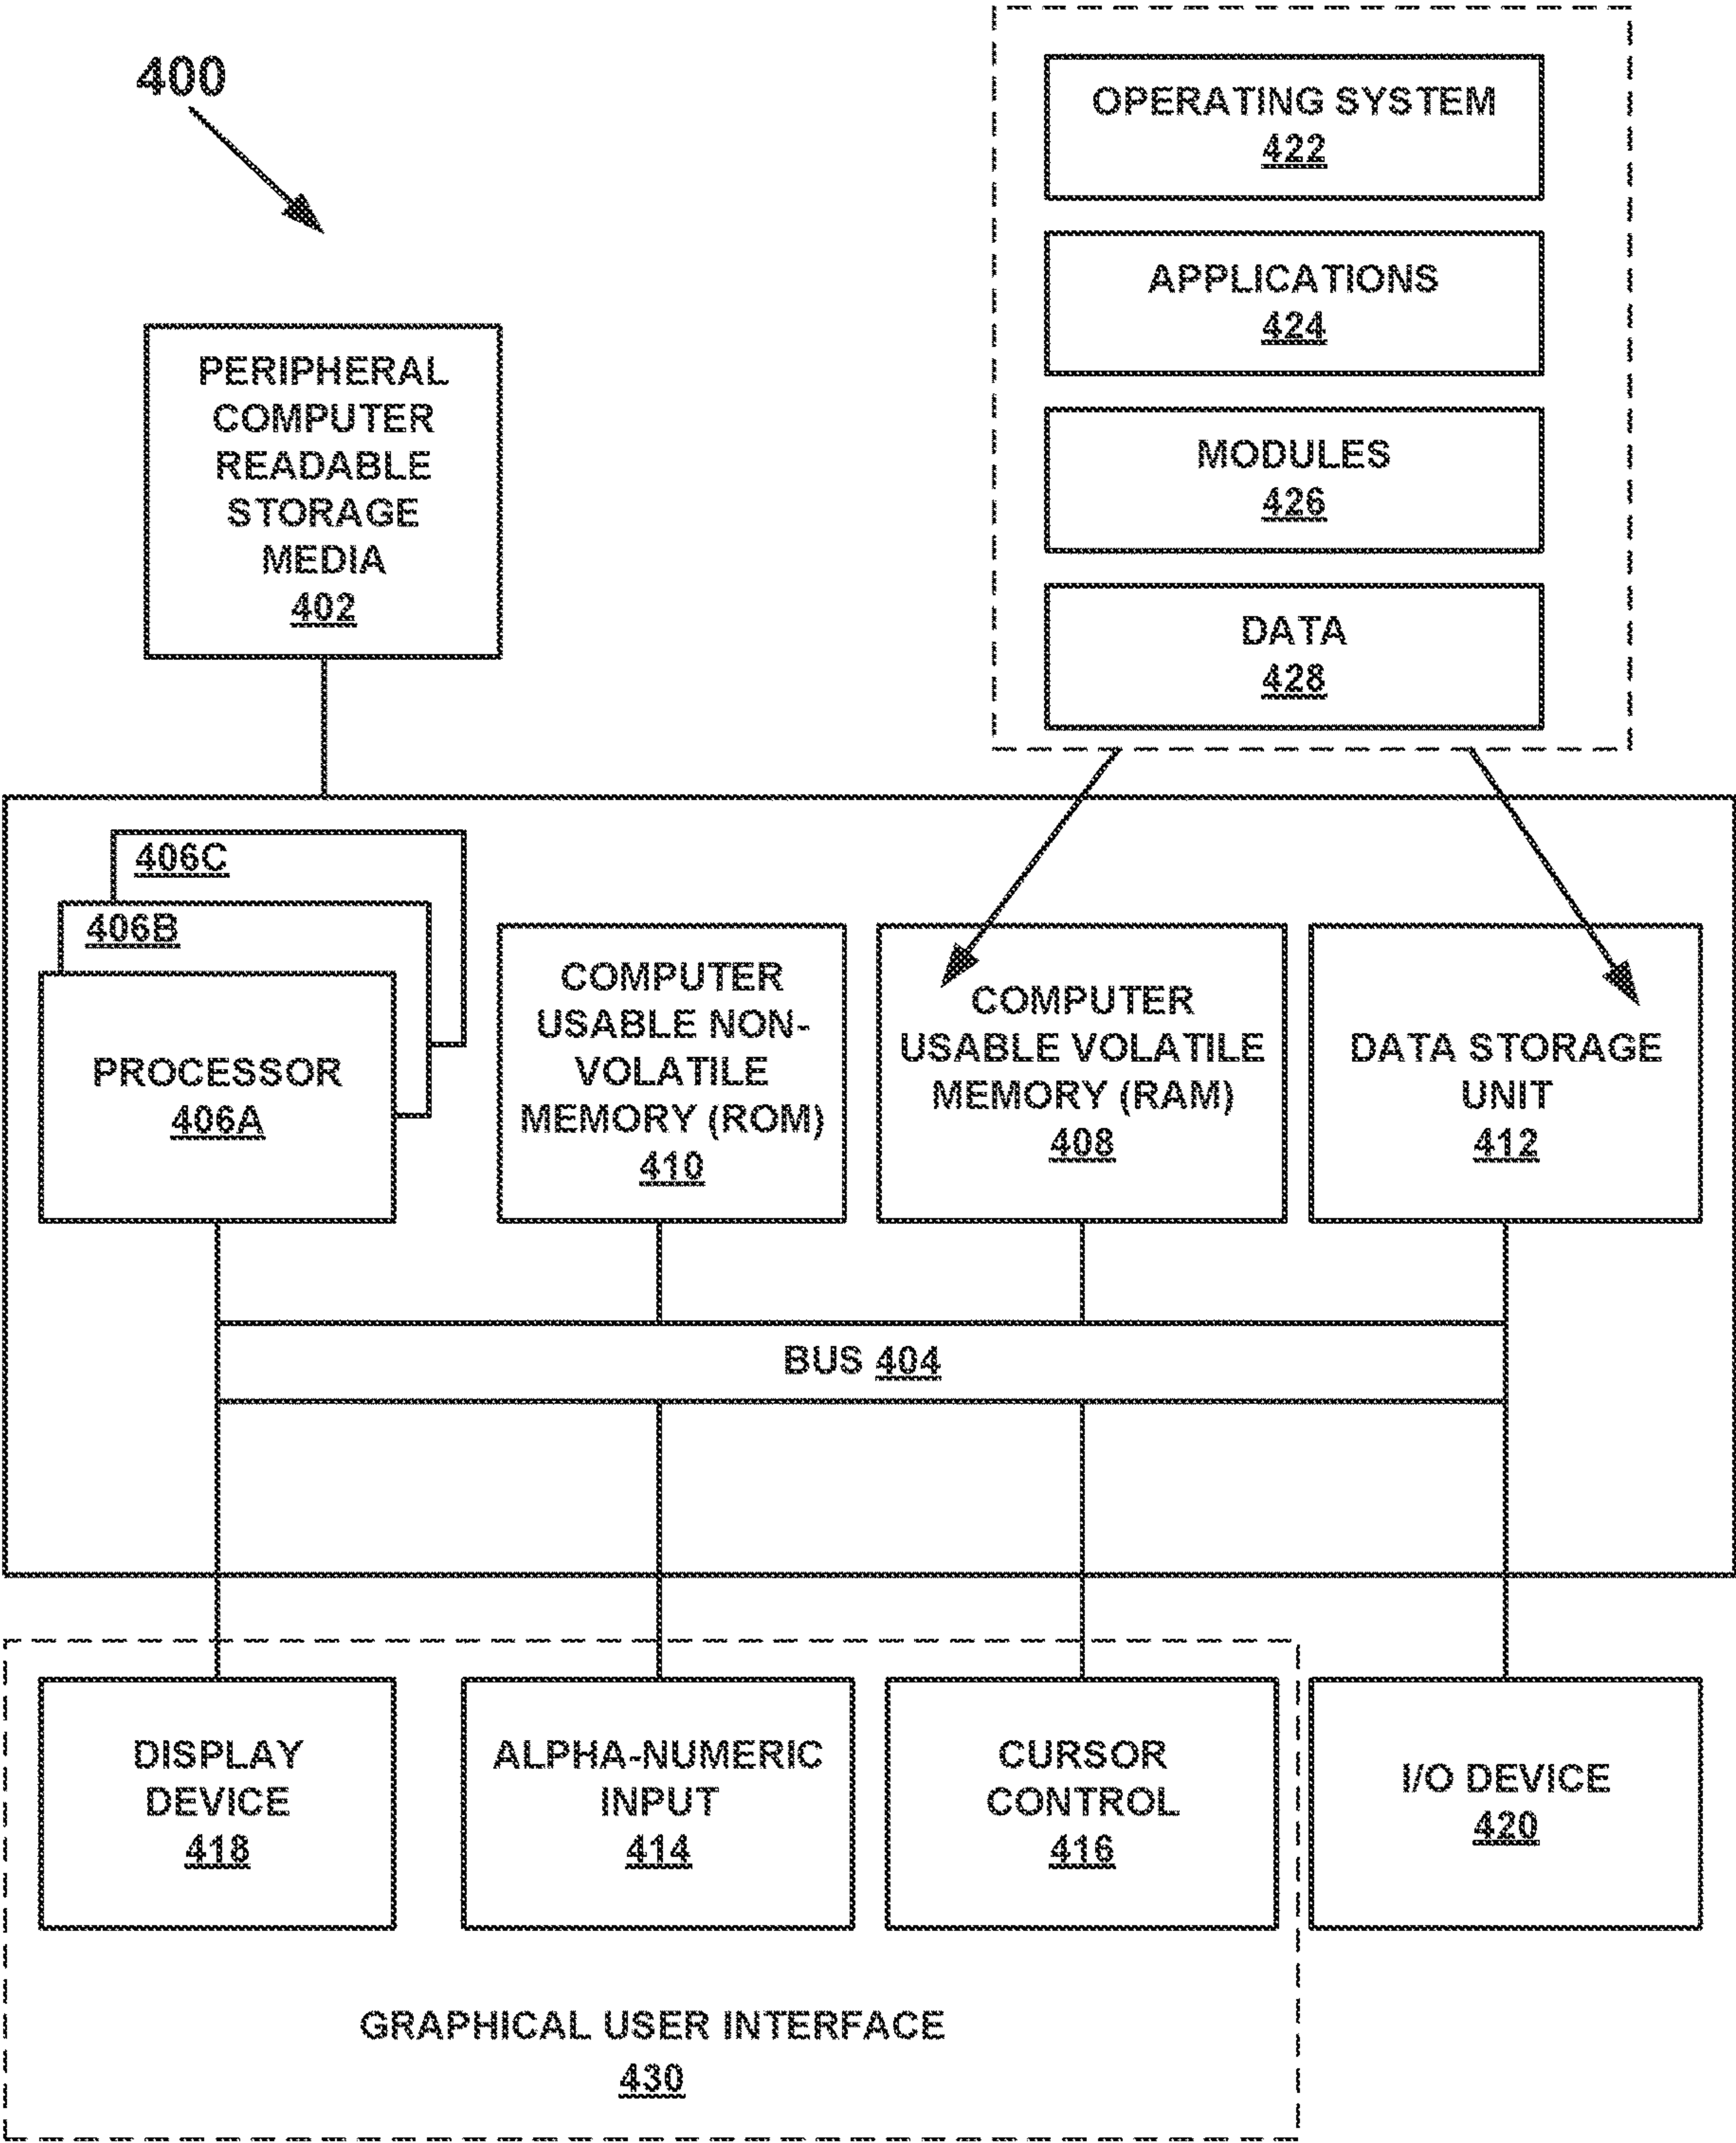 400
OPERATING SYSTEM
422
APPLICATIONS
424
MODULES
426
DATA
428
PERIPHERAL
COMPUTER
READABLE
STORAGE
MEDIA
402
406C
406B
PROCESSOR
406A
COMPUTER
USABLE NON-
VOLATILE
MEMORY (ROM)
410
COMPUTER
USABLE VOLATILE
MEMORY (RAM)
408
DATA STORAGE
UNIT
412
BUS 404
DISPLAY
DEVICE
418
ALPHA-NUMERIC
INPUT
414
CURSOR
CONTROL
416
I/O DEVICE
420
GRAPHICAL USER INTERFACE
430